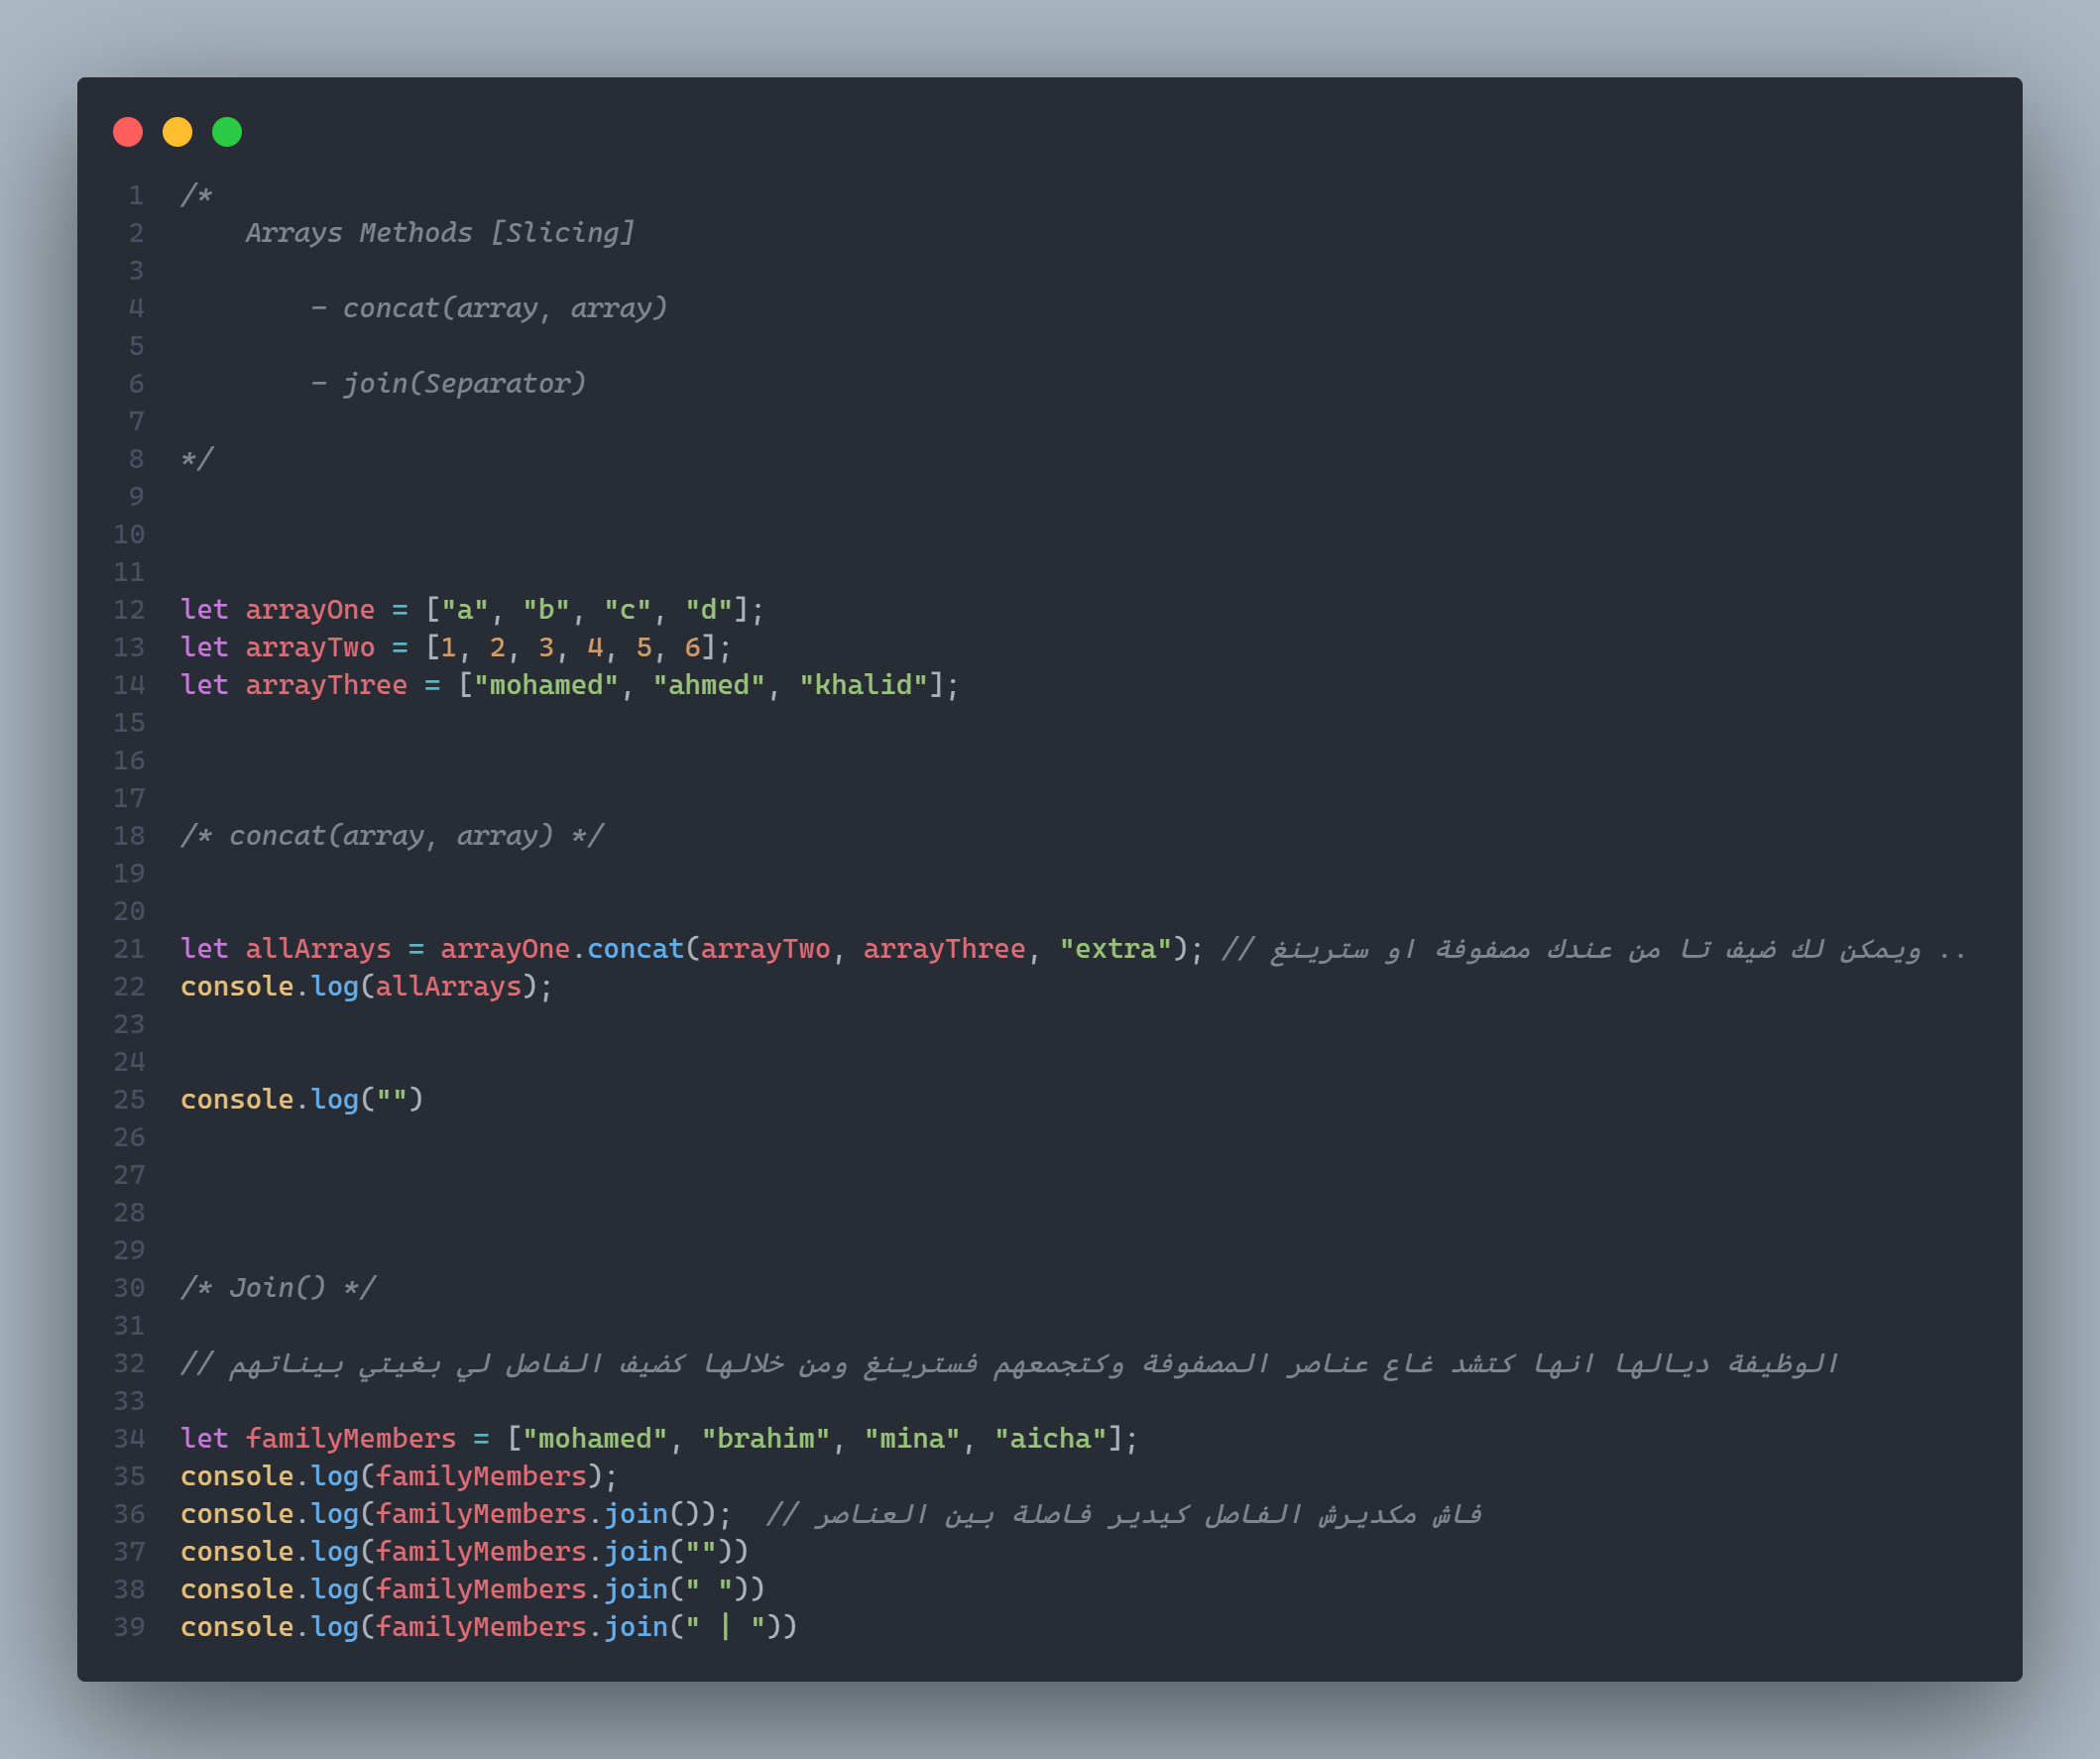 1 /*
2     Arrays Methods [Slicing]
3
4         - concat(array, array)
5
6         - join(Separator)
7
8 */
9
10
11
12 let arrayOne = ["a", "b", "c", "d"];
13 let arrayTwo = [1, 2, 3, 4, 5, 6];
14 let arrayThree = ["mohamed", "ahmed", "khalid"];
15
16
17
18 /* concat(array, array) */
19
20
21 let allArrays = arrayOne.concat(arrayTwo, arrayThree, "extra"); // ويمكن لك ضيف تا من عندك مصفوفة او سترينغ ..
22 console.log(allArrays);
23
24
25 console.log("")
26
27
28
29
30 /* Join() */
31
32 // الوظيفة ديالها انها كتشد غاع عناصر المصفوفة وكتجمعهم فسترينغ ومن خلالها كضيف الفاصل لي بغيتي بيناتهم
33
34 let familyMembers = ["mohamed", "brahim", "mina", "aicha"];
35 console.log(familyMembers);
36 console.log(familyMembers.join());  // فاش مكديرش الفاصل كيدير فاصلة بين العناصر
37 console.log(familyMembers.join(""))
38 console.log(familyMembers.join(" "))
39 console.log(familyMembers.join(" | "))